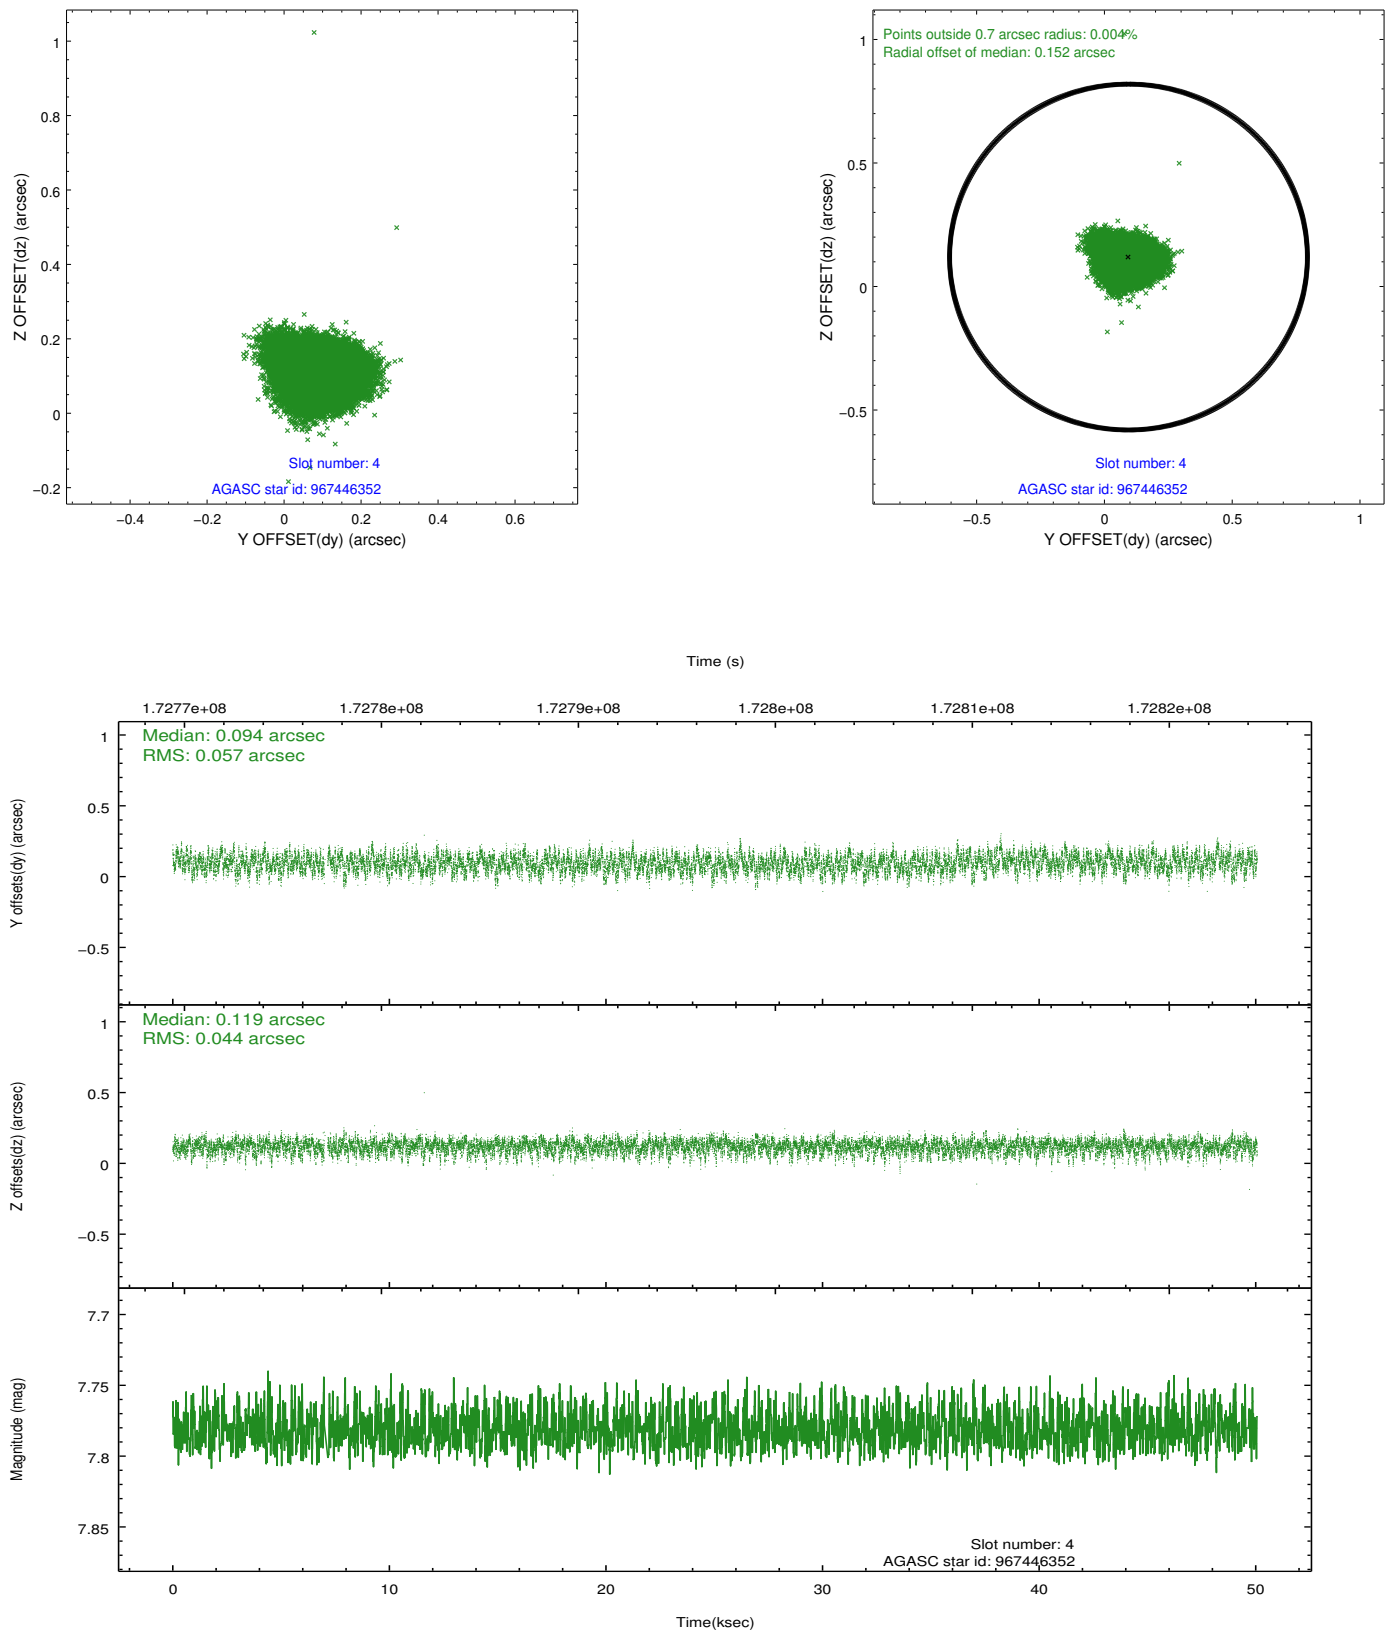 1
0.8
0.6
0.4
0.2
0
−0.2
Z OFFSET(dz) (arcsec)
Slot number: 4
AGASC star id: 967446352
−0.4 −0.2 0 0.2 0.4 0.6
Y OFFSET(dy) (arcsec)
Points outside 0.7 arcsec radius: 0.004%
Radial offset of median: 0.152 arcsec
1
0.5
0
−0.5
Z OFFSET(dz) (arcsec)
Slot number: 4
AGASC star id: 967446352
−0.5 0 0.5 1
Y OFFSET(dy) (arcsec)
Time (s)
1.7277e+08 1.7278e+08 1.7279e+08 1.728e+08 1.7281e+08 1.7282e+08
Median: 0.094 arcsec
RMS: 0.057 arcsec
1
0.5
0
−0.5
Y offsets(dy) (arcsec)
Median: 0.119 arcsec
RMS: 0.044 arcsec
1
0.5
0
−0.5
Z offsets(dz) (arcsec)
7.7
7.75
7.8
7.85
Magnitude (mag)
Slot number: 4
AGASC star id: 967446352
0 10 20 30 40 50
Time(ksec)